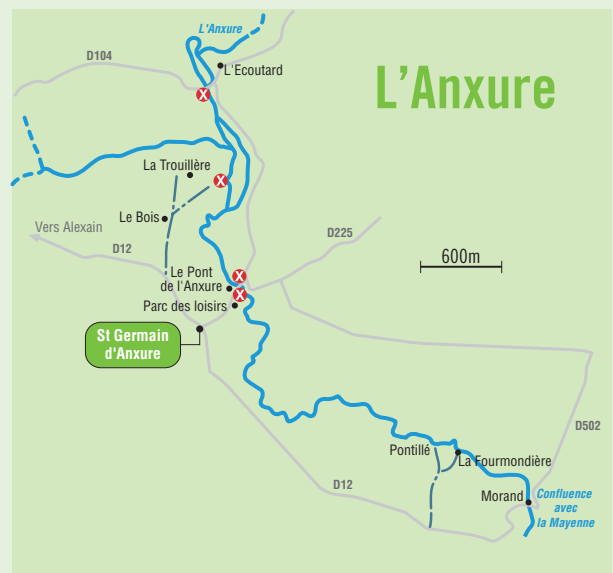 L'Anxure
L'Anxure
D104
L'Ecoutard
La Trouillère
Le Bois
Vers Alexain
D12
D225
600m
Le Pont
de l'Anxure
Parc des loisirs
St Germain
d'Anxure
D502
Pontillé
La Fourmondière
D12
Morand
Confluence
avec
la Mayenne
X
X
X
X